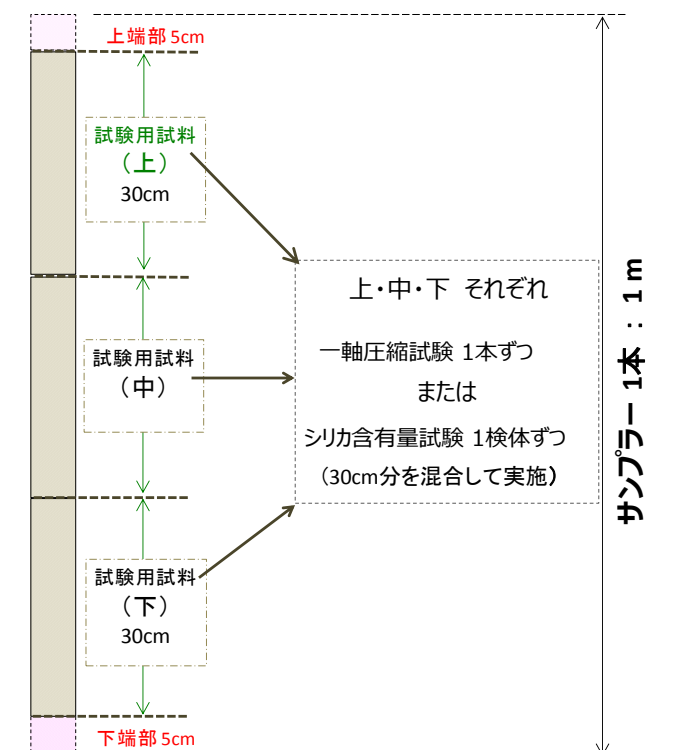 上端部 5cm
試験用試料
（上）
30cm
上・中・下 それぞれ
一軸圧縮試験 1本ずつ
または
シリカ含有量試験 1検体ずつ
（30cm分を混合して実施）
試験用試料
（中）
試験用試料
（下）
30cm
下端部 5cm
サンプラー 1本 : 1 m